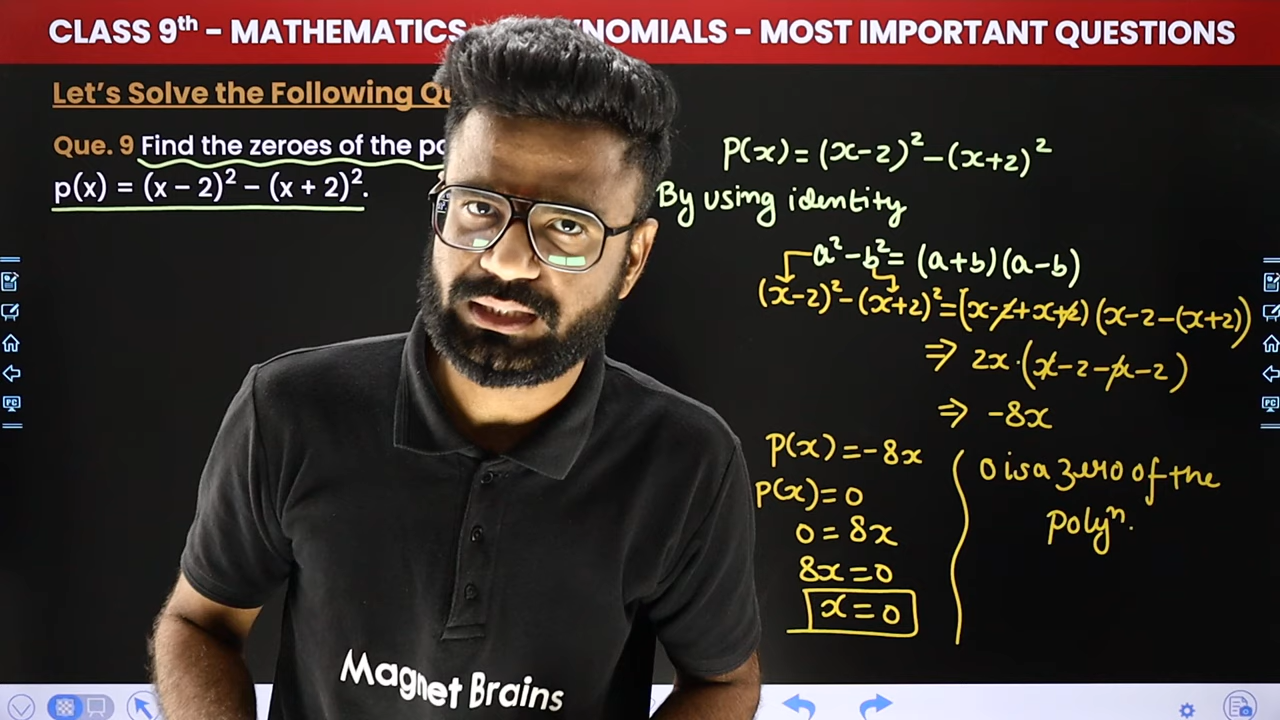 CLASS 9th – MATHEMATICS NOMIALS – MOST IMPORTANT QUESTIONS
Let's Solve the Following Qu
Que. 9 Find the zeroes of the po
p(x) = (x – 2)² – (x + 2)².
P(x) = (x-2)² - (x+2)²
By using identity
a² - b² = (a+b) (a-b)
(x-2)² - (x+2)² = (x-2+x+2) (x-2-(x+2))
⇒ 2x·(x-2-x-2)
⇒ -8x
P(x) = -8x
P(x) = 0
0 = 8x
8x = 0
x = 0
0 is a zero of the
polyⁿ.
Magnet Brains
PC
PC